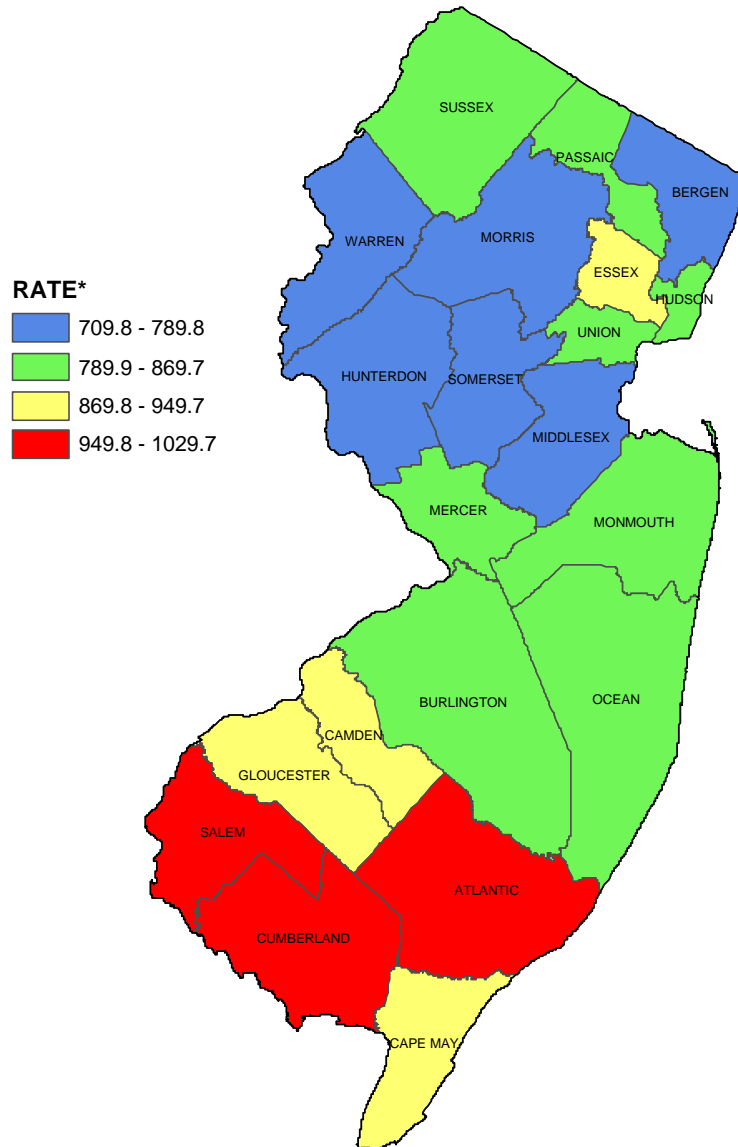 SUSSEX
PASSAIC
BERGEN
WARREN
MORRIS
ESSEX
HUDSON
UNION
RATE*
709.8 - 789.8
789.9 - 869.7
869.8 - 949.7
949.8 - 1029.7
HUNTERDON
SOMERSET
MIDDLESEX
MERCER
MONMOUTH
BURLINGTON
OCEAN
CAMDEN
GLOUCESTER
SALEM
ATLANTIC
CUMBERLAND
CAPE MAY